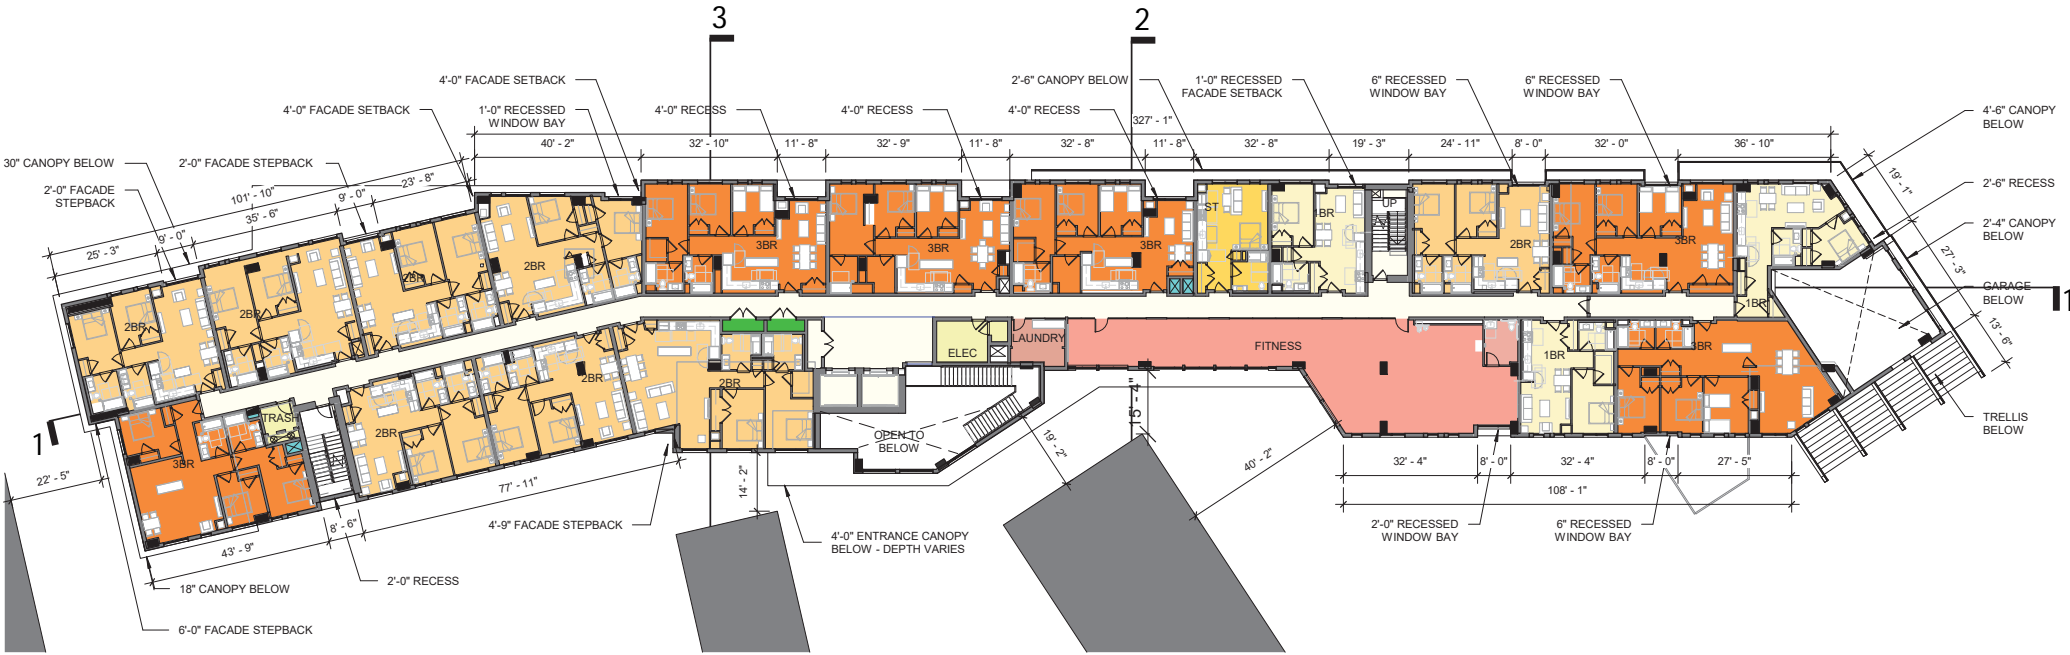 3
2
4'-0" FACADE SETBACK
2'-6" CANOPY BELOW
1'-0" RECESSED
FACADE SETBACK
6" RECESSED
WINDOW BAY
6" RECESSED
WINDOW BAY
4'-0" FACADE SETBACK
1'-0" RECESSED
WINDOW BAY
4'-0" RECESS
4'-0" RECESS
4'-0" RECESS
4'-6" CANOPY
BELOW
327' - 1"
40' - 2"
32' - 10"
11' - 8"
32' - 9"
11' - 8"
32' - 8"
11' - 8"
32' - 8"
19' - 3"
24' - 11"
8' - 0"
32' - 0"
36' - 10"
30" CANOPY BELOW
2'-0" FACADE STEPBACK
2'-0" FACADE
STEPBACK
101' - 10"
25' - 3"
9' - 0"
35' - 6"
9' - 0"
23' - 8"
19' - 1"
2'-6" RECESS
2'-4" CANOPY
BELOW
27' - 3"
GARAGE
BELOW
13' - 6"
1
TRELLIS
BELOW
2BR
2BR
2BR
2BR
3BR
3BR
3BR
ST
1BR
UP
2BR
3BR
1BR
3BR
TRASH
2BR
2BR
2BR
ELEC
LAUNDRY
FITNESS
1BR
3BR
OPEN TO
BELOW
1
22' - 5"
43' - 9"
8' - 6"
77' - 11"
14' - 2"
19' - 2"
15' - 4"
40' - 2"
32' - 4"
8' - 0"
32' - 4"
8' - 0"
27' - 5"
108' - 1"
4'-9" FACADE STEPBACK
4'-0" ENTRANCE CANOPY
BELOW - DEPTH VARIES
2'-0" RECESSED
WINDOW BAY
6" RECESSED
WINDOW BAY
18" CANOPY BELOW
2'-0" RECESS
6'-0" FACADE STEPBACK